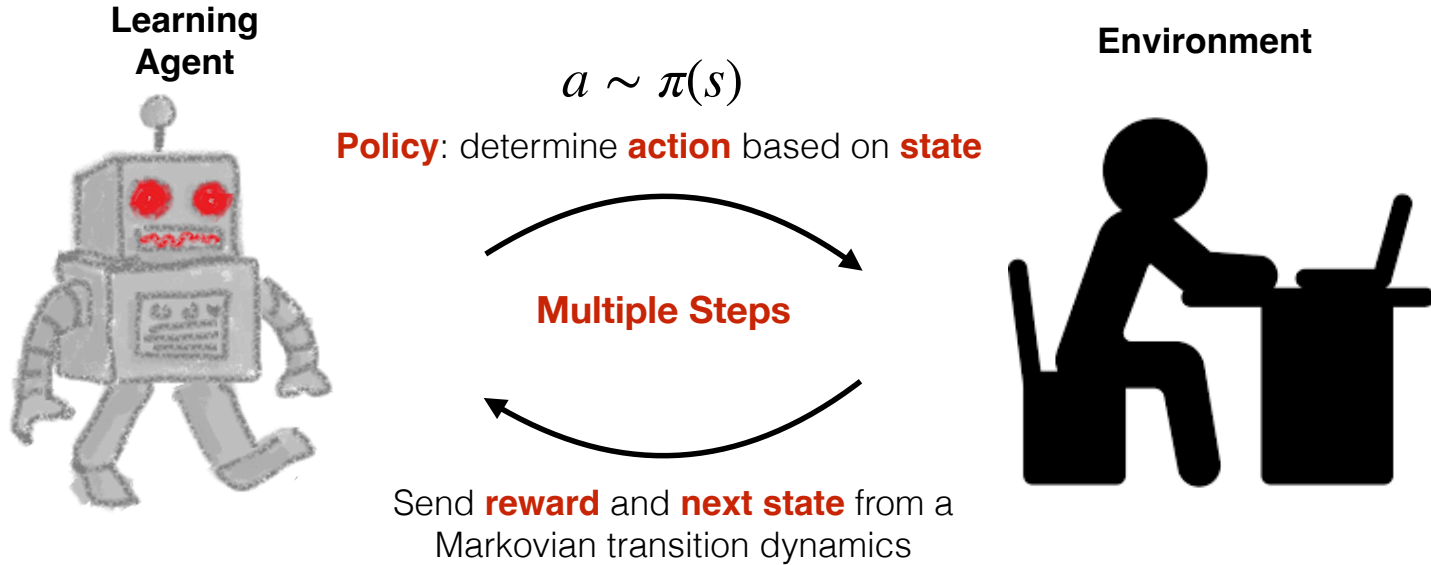 Learning
Agent
Environment
a ∼ π(s)
Policy: determine action based on state
Multiple Steps
Send reward and next state from a
Markovian transition dynamics